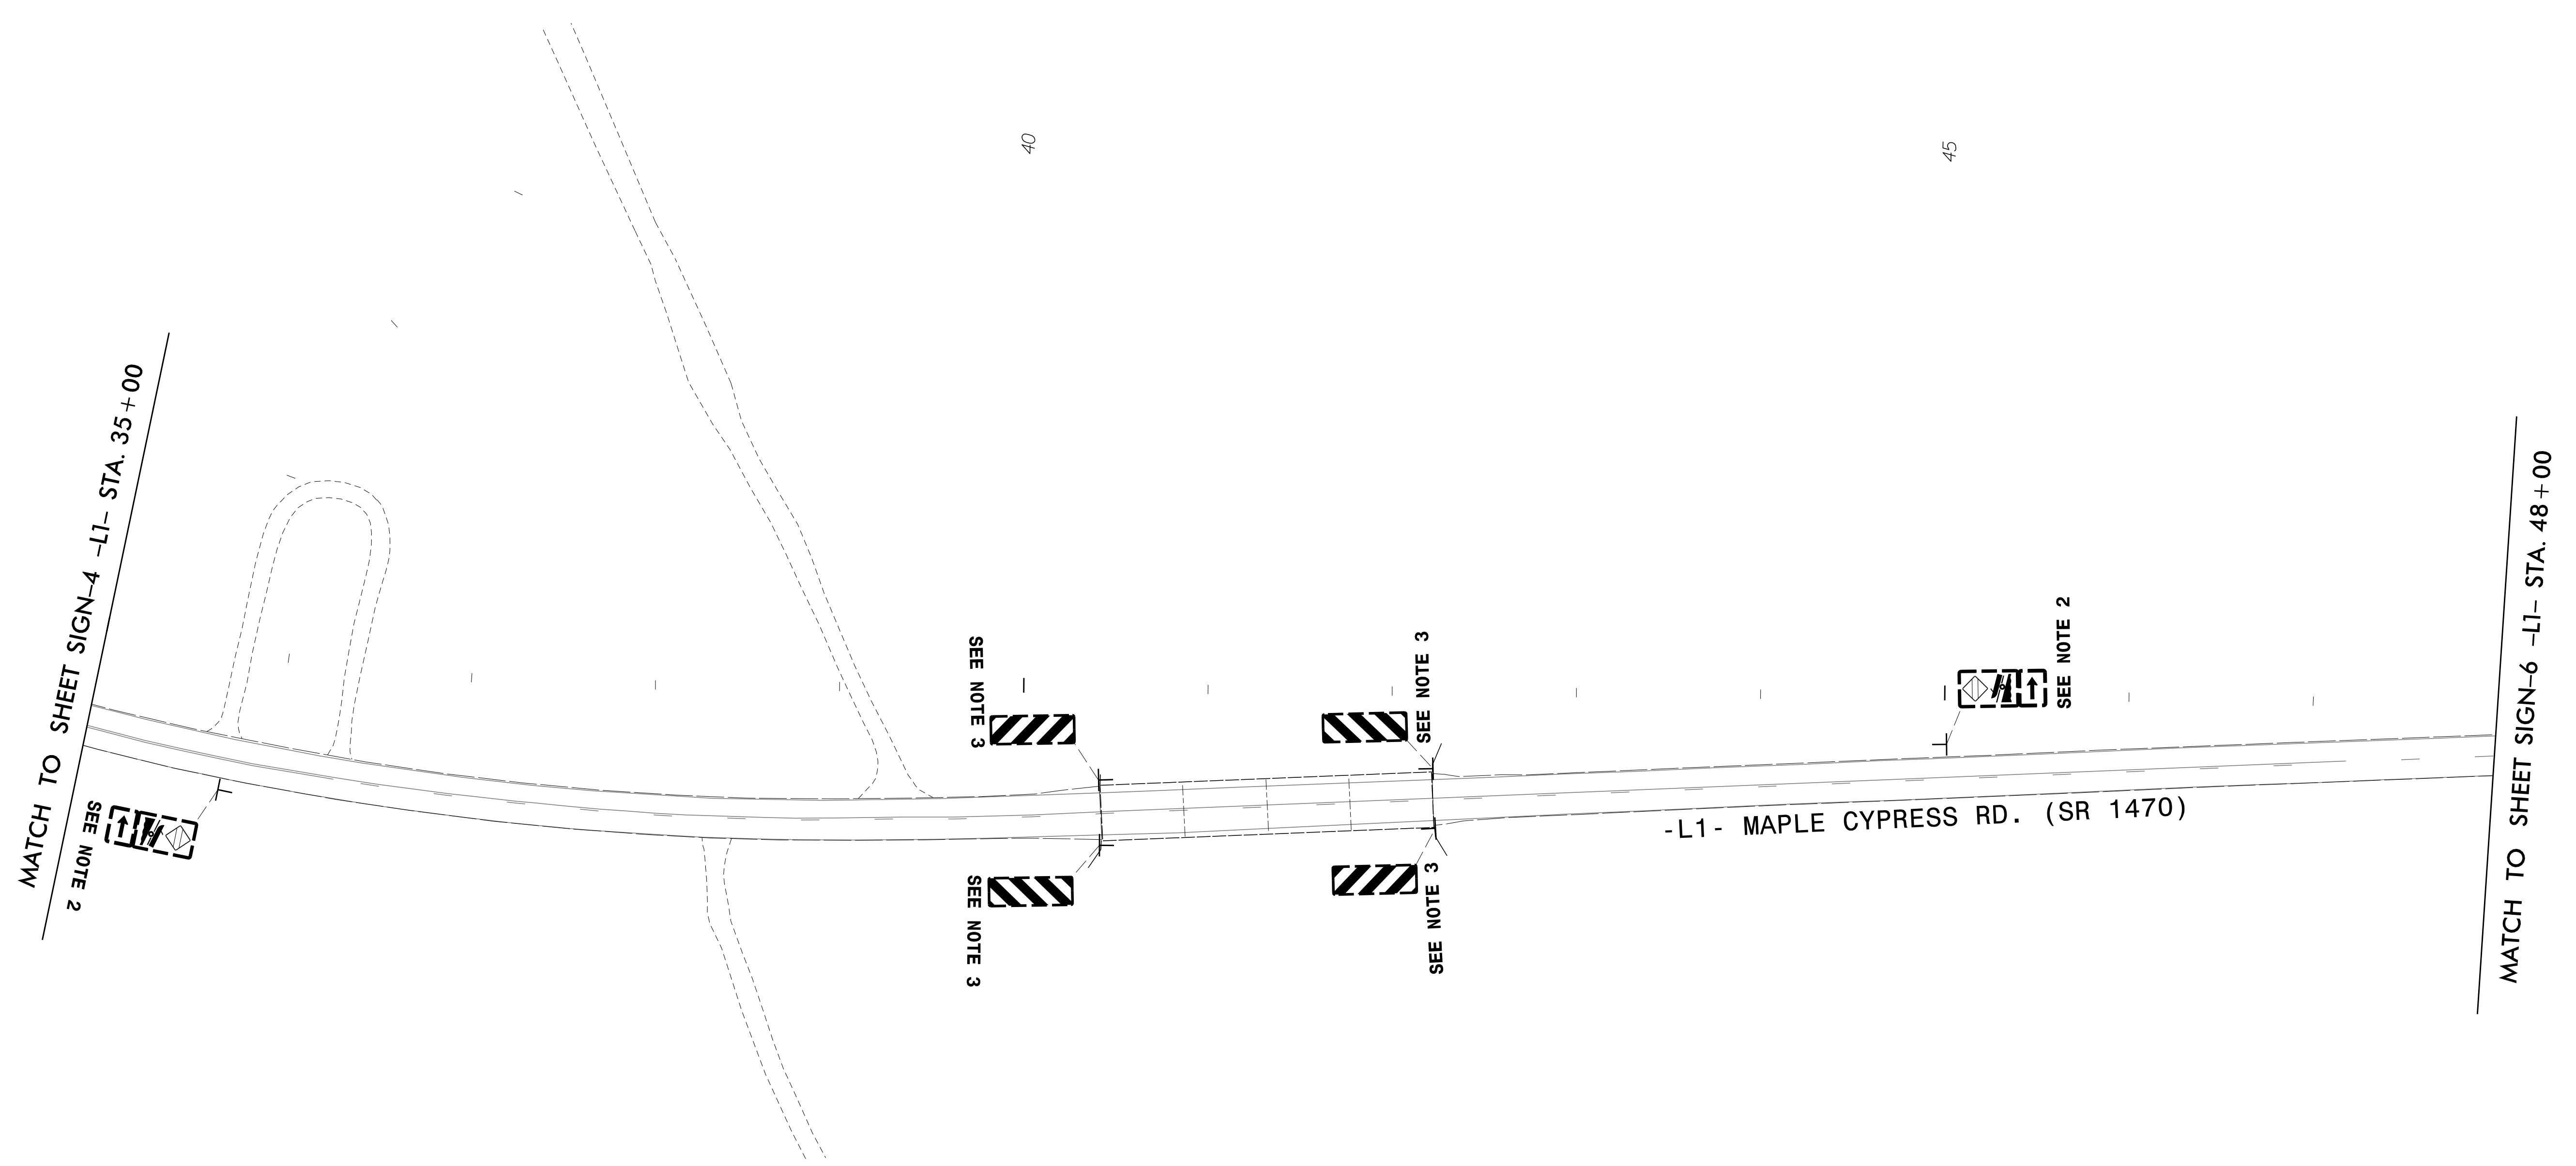 40
45
MATCH TO SHEET SIGN-4 -L1- STA. 35+00
SEE NOTE 2
SEE NOTE 3
SEE NOTE 3
SEE NOTE 3
SEE NOTE 3
SEE NOTE 2
-L1- MAPLE CYPRESS RD. (SR 1470)
MATCH TO SHEET SIGN-6 -L1- STA. 48+00